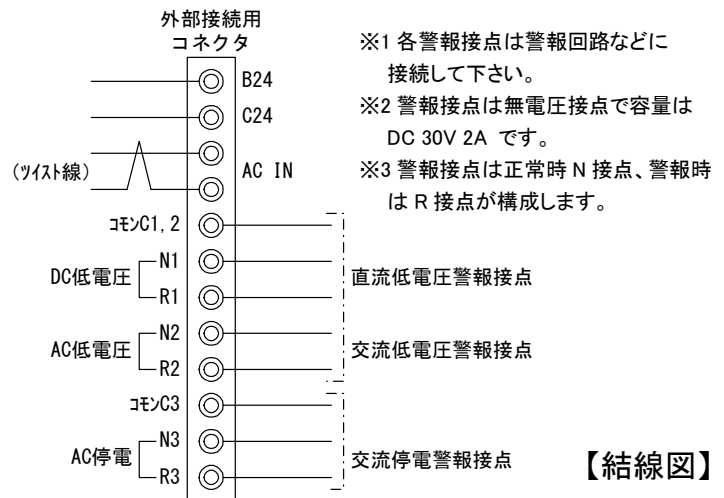 外部接続用
コネクタ
※1 各警報接点は警報回路などに
接続して下さい。
※2 警報接点は無電圧接点で容量は
DC 30V 2A です。
※3 警報接点は正常時 N 接点、警報時
は R 接点が構成します。
B24
C24
AC IN
(ツイスト線)
コモンC1,2
DC低電圧
N1
R1
直流低電圧警報接点
AC低電圧
N2
R2
交流低電圧警報接点
コモンC3
AC停電
N3
R3
交流停電警報接点
【結線図】